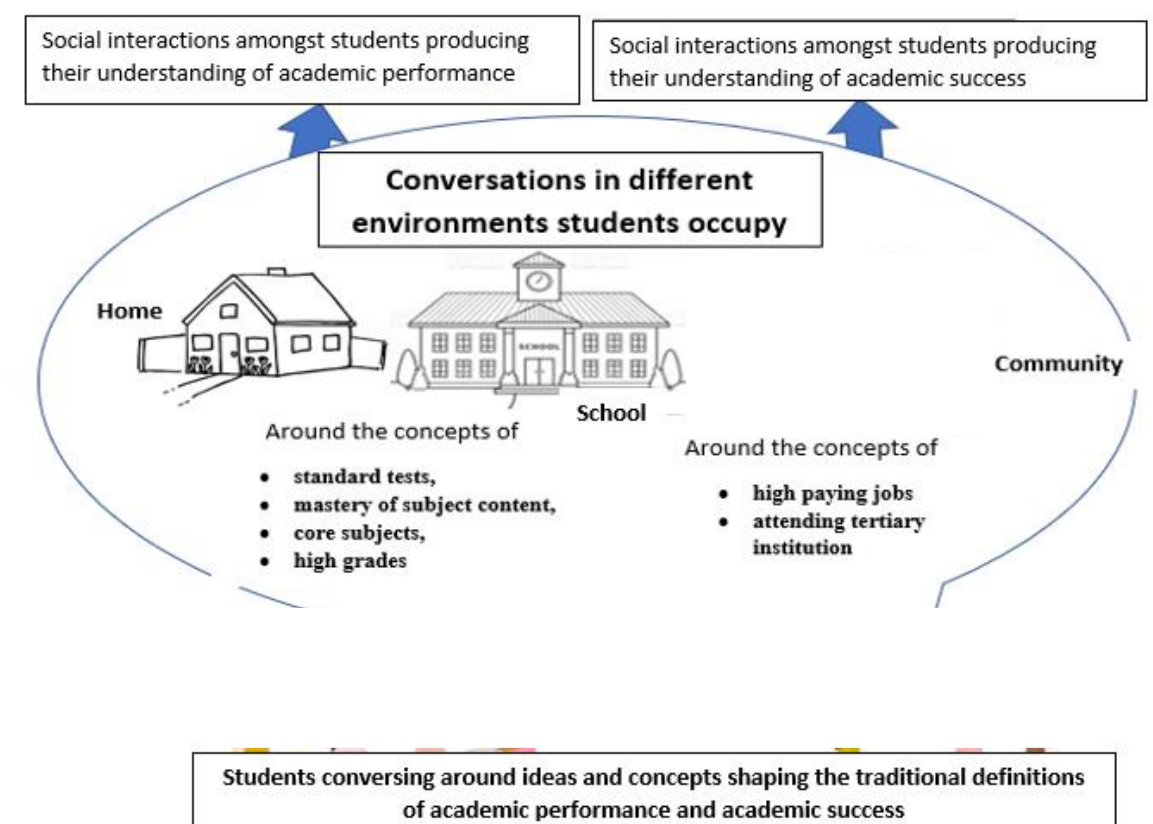 Social interactions amongst students producing
their understanding of academic performance
Social interactions amongst students producing
their understanding of academic success
Conversations in different
environments students occupy
Home
SCHOOL
Community
School
Around the concepts of
• standard tests,
• mastery of subject content,
• core subjects,
• high grades
Around the concepts of
• high paying jobs
• attending tertiary
institution
Students conversing around ideas and concepts shaping the traditional definitions
of academic performance and academic success